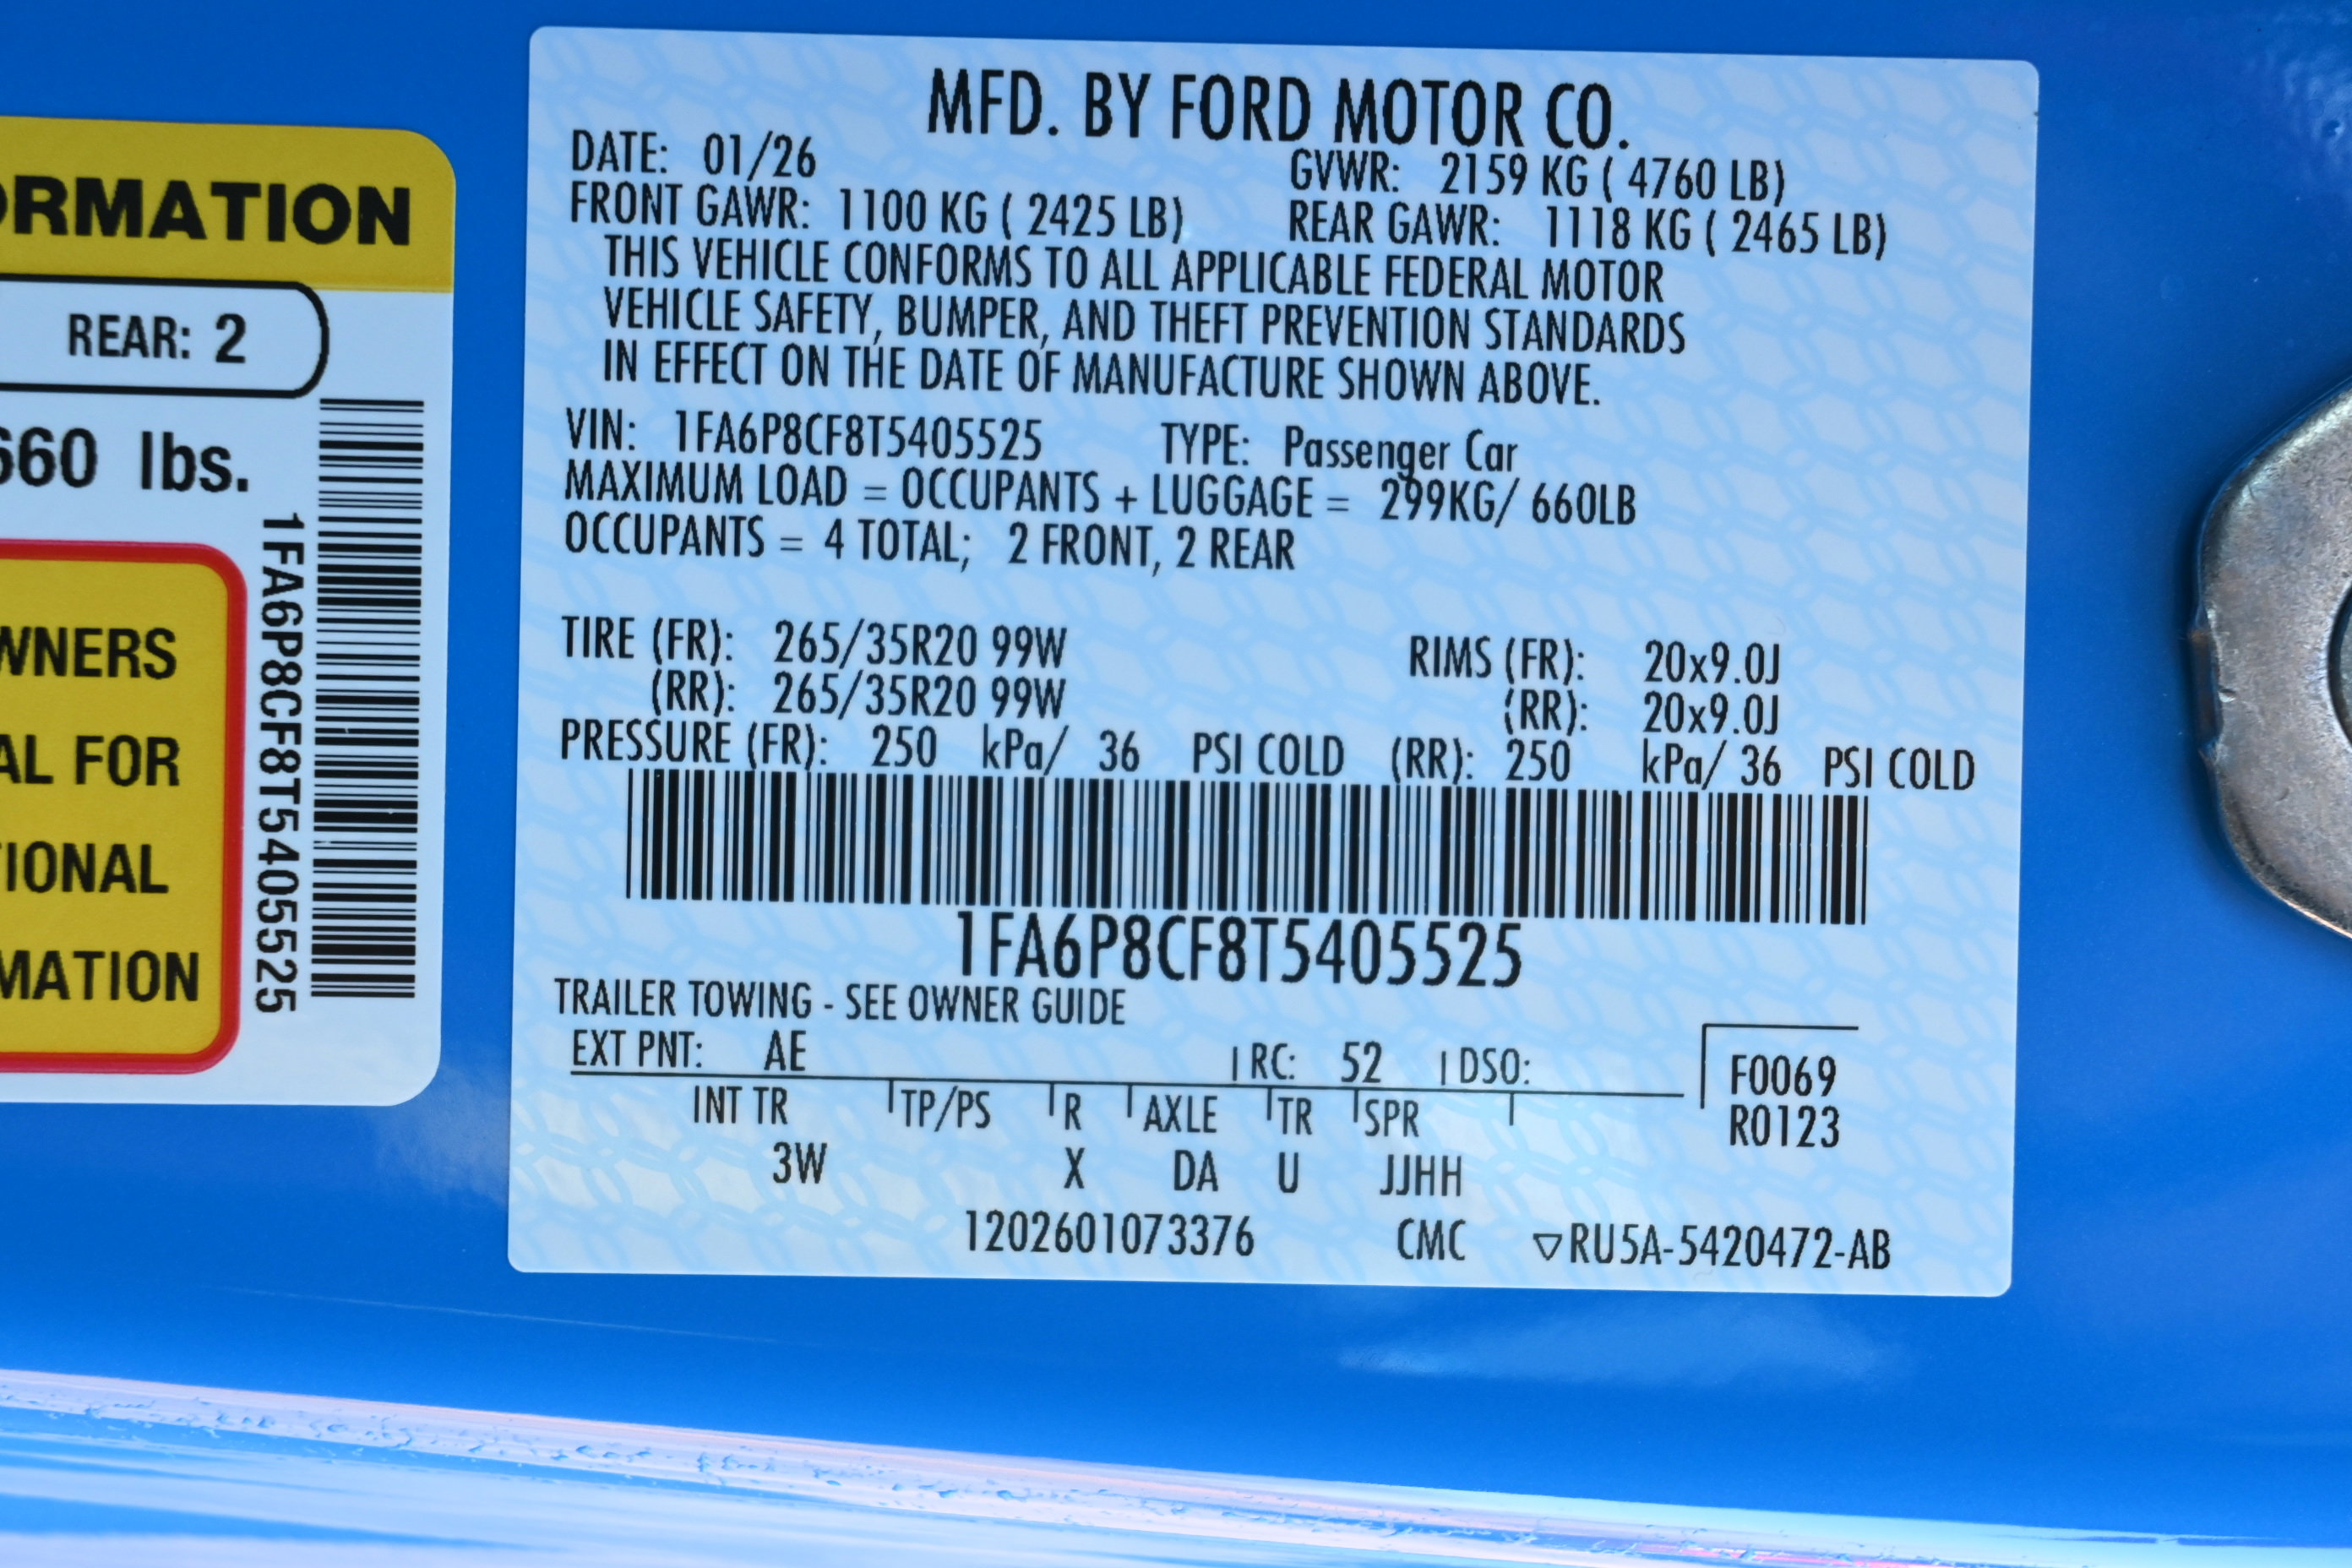 ORMATION
REAR: 2
660 lbs.
1FA6P8CF8T5405525
WNERS
AL FOR
TIONAL
MATION
MFD. BY FORD MOTOR CO.
DATE: 01/26 GVWR: 2159 KG ( 4760 LB)
FRONT GAWR: 1100 KG ( 2425 LB) REAR GAWR: 1118 KG ( 2465 LB)
THIS VEHICLE CONFORMS TO ALL APPLICABLE FEDERAL MOTOR
VEHICLE SAFETY, BUMPER, AND THEFT PREVENTION STANDARDS
IN EFFECT ON THE DATE OF MANUFACTURE SHOWN ABOVE.
VIN: 1FA6P8CF8T5405525 TYPE: Passenger Car
MAXIMUM LOAD = OCCUPANTS + LUGGAGE = 299KG/ 660LB
OCCUPANTS = 4 TOTAL; 2 FRONT, 2 REAR
TIRE (FR): 265/35R20 99W RIMS (FR): 20x9.0J
(RR): 265/35R20 99W (RR): 20x9.0J
PRESSURE (FR): 250 kPa/ 36 PSI COLD (RR): 250 kPa/ 36 PSI COLD
1FA6P8CF8T5405525
TRAILER TOWING - SEE OWNER GUIDE
EXT PNT: AE RC: 52 DSO:
INT TR TP/PS R AXLE TR SPR
3W X DA U JJHH
F0069
R0123
1202601073376 CMC ▽RU5A-5420472-AB